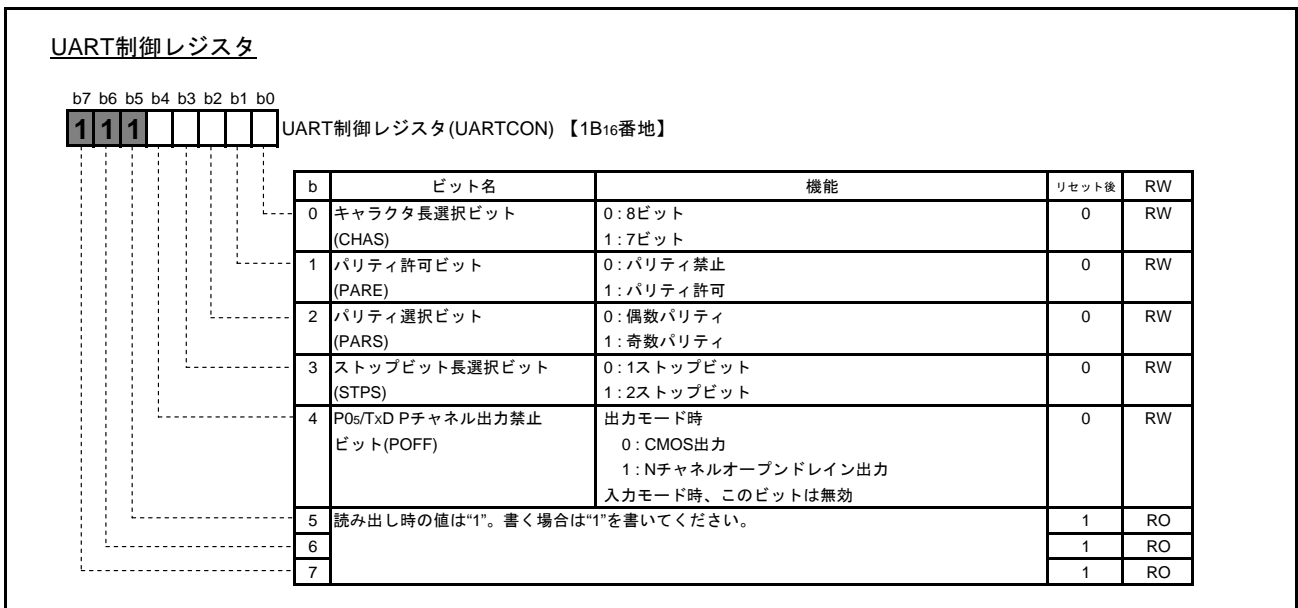 UART制御レジスタ
b7 b6 b5 b4 b3 b2 b1 b0
1 1 1 UART制御レジスタ(UARTCON) 【1B16番地】
b ビット名 機能 リセット後 RW
0 キャラクタ長選択ビット 0 : 8ビット 0 RW
(CHAS) 1 : 7ビット
1 パリティ許可ビット 0 : パリティ禁止 0 RW
(PARE) 1 : パリティ許可
2 パリティ選択ビット 0 : 偶数パリティ 0 RW
(PARS) 1 : 奇数パリティ
3 ストップビット長選択ビット 0 : 1ストップビット 0 RW
(STPS) 1 : 2ストップビット
4 P05/TxD Pチャネル出力禁止 出力モード時 0 RW
ビット(POFF) 0 : CMOS出力
1 : Nチャネルオープンドレイン出力
入力モード時、このビットは無効
5 読み出し時の値は“1”。書く場合は“1”を書いてください。 1 RO
6 1 RO
7 1 RO